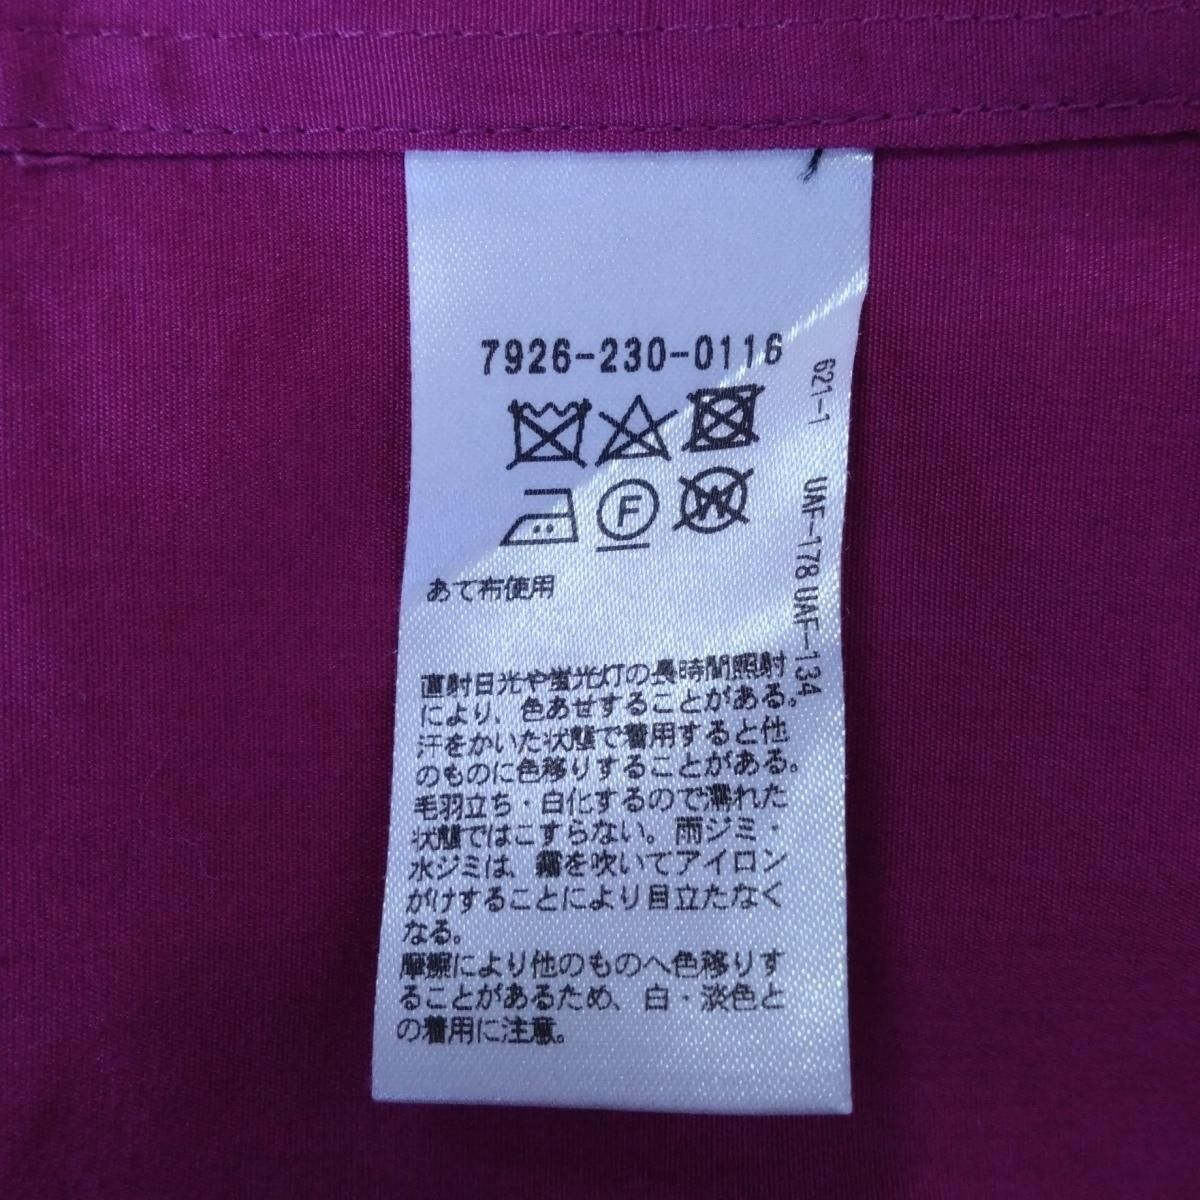 7926-230-0116
F
W
あて布使用
直射日光や蛍光灯の長時間照射
により、色あせすることがある。
汗をかいた状態で着用すると他
のものに色移りすることがある。
毛羽立ち・白化するので濡れた
状態ではこすらない。雨ジミ・
水ジミは、霧を吹いてアイロン
がけすることにより目立たなく
なる。
摩擦により他のものへ色移りす
ることがあるため、白・淡色と
の着用に注意。
621-1 UAF-178 UAF-134